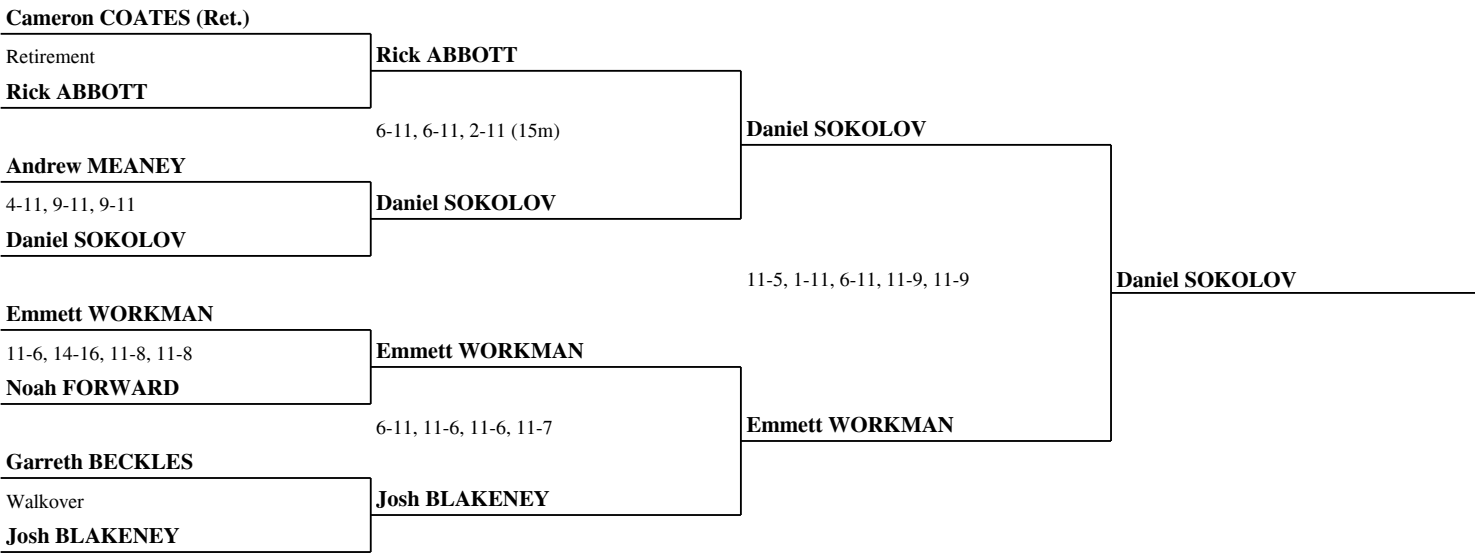 Cameron COATES (Ret.)
Retirement
Rick ABBOTT
Rick ABBOTT
6-11, 6-11, 2-11 (15m)
Daniel SOKOLOV
Andrew MEANEY
4-11, 9-11, 9-11
Daniel SOKOLOV
Daniel SOKOLOV
11-5, 1-11, 6-11, 11-9, 11-9
Daniel SOKOLOV
Emmett WORKMAN
11-6, 14-16, 11-8, 11-8
Emmett WORKMAN
Noah FORWARD
6-11, 11-6, 11-6, 11-7
Emmett WORKMAN
Garreth BECKLES
Walkover
Josh BLAKENEY
Josh BLAKENEY